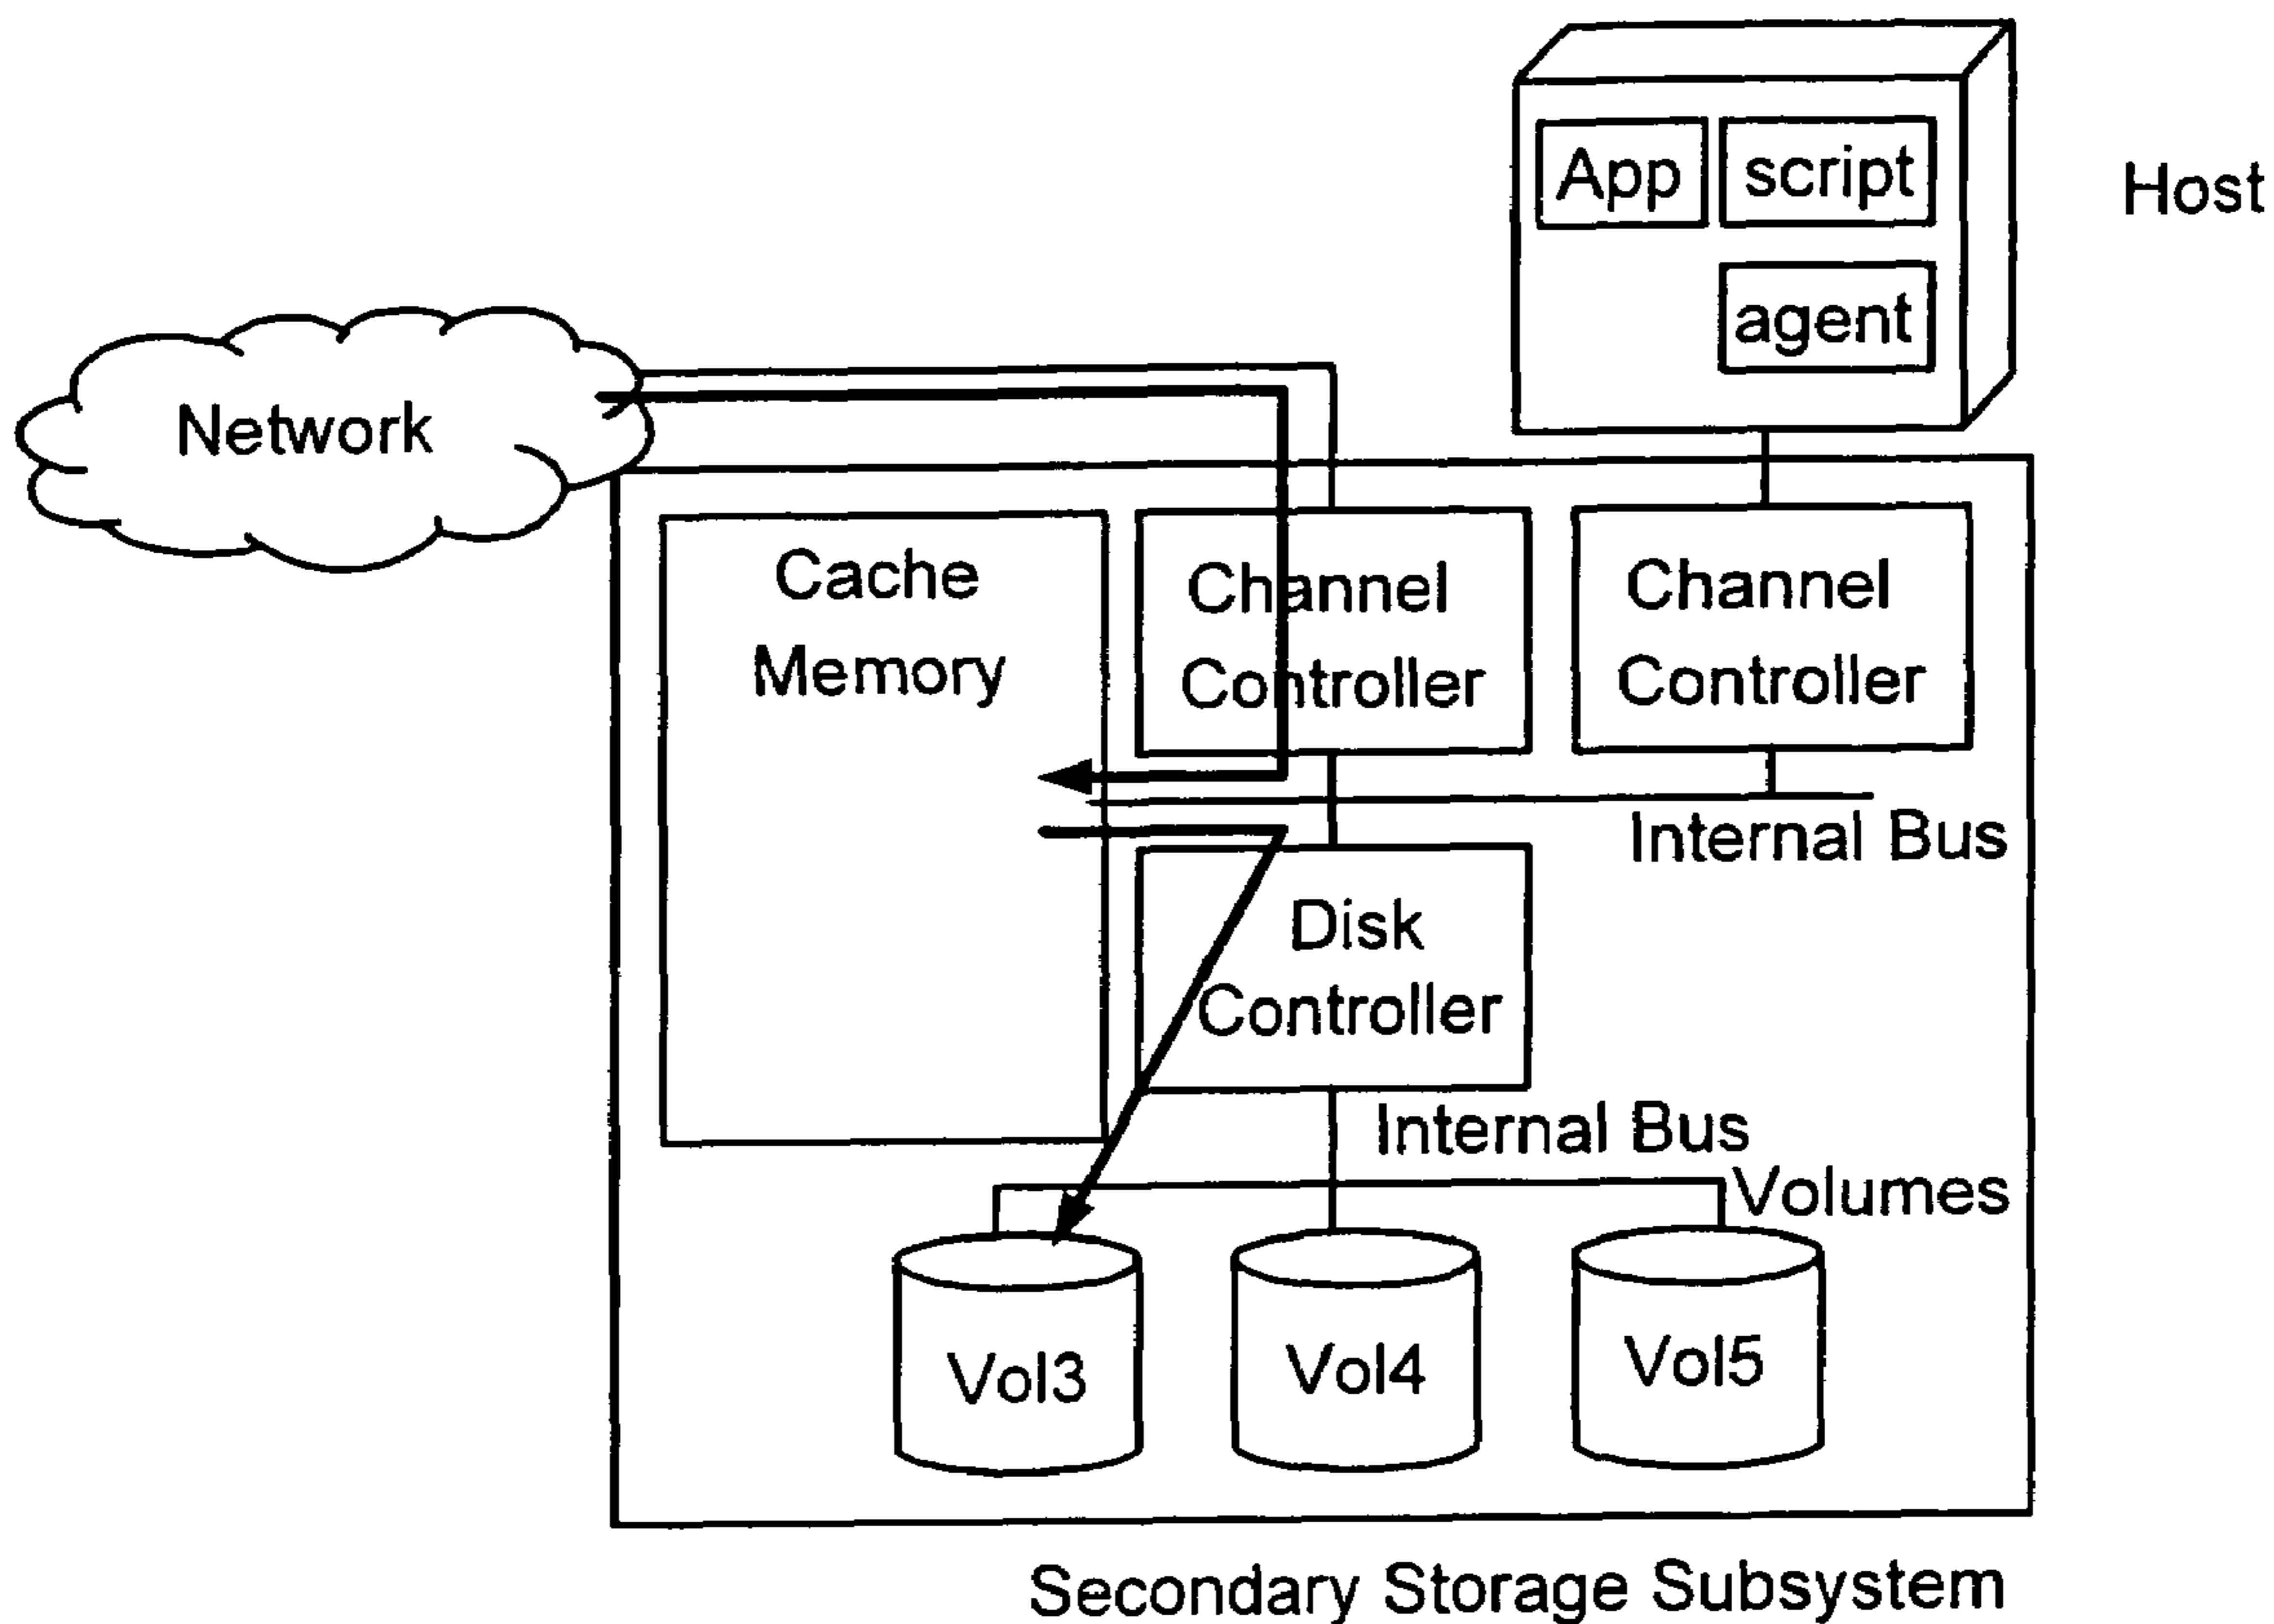 App
script
Host
agent
Network
Cache
Memory
Channel
Controller
Channel
Controller
Internal Bus
Disk
Controller
Internal Bus
Volumes
Vol3
Vol4
Vol5
Secondary Storage Subsystem